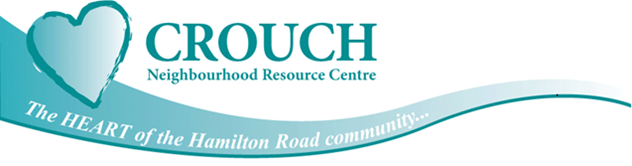 CROUCH
Neighbourhood Resource Centre
The HEART of the Hamilton Road community...